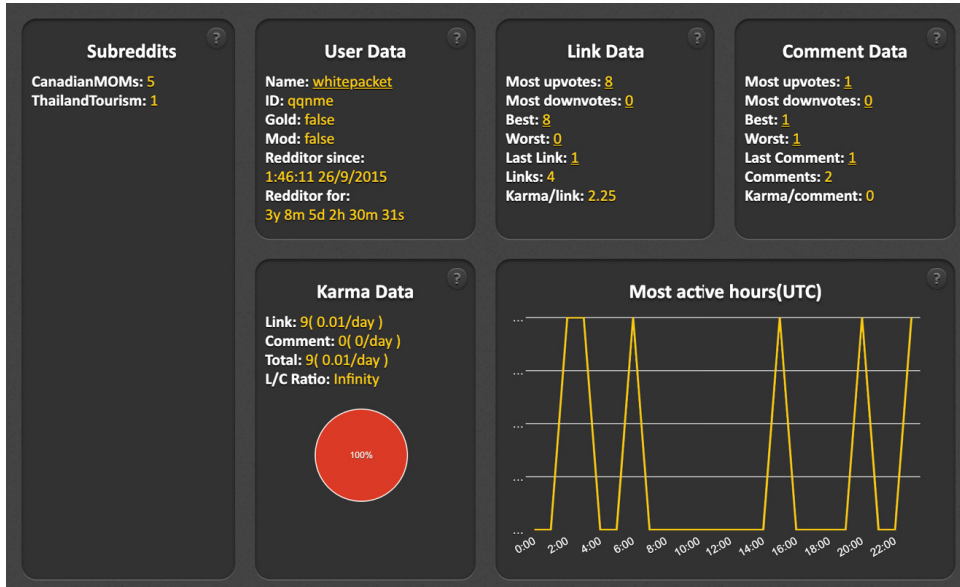 Subreddits
?
CanadianMOMs: 5
ThailandTourism: 1
User Data
?
Name: whitepacket
ID: qqnme
Gold: false
Mod: false
Redditor since:
1:46:11 26/9/2015
Redditor for:
3y 8m 5d 2h 30m 31s
Link Data
?
Most upvotes: 8
Most downvotes: 0
Best: 8
Worst: 0
Last Link: 1
Links: 4
Karma/link: 2.25
Comment Data
?
Most upvotes: 1
Most downvotes: 0
Best: 1
Worst: 1
Last Comment: 1
Comments: 2
Karma/comment: 0
Karma Data
?
Link: 9( 0.01/day )
Comment: 0( 0/day )
Total: 9( 0.01/day )
L/C Ratio: Infinity
100%
Most active hours(UTC)
?
...
...
...
...
...
0:00 2:00 4:00 6:00 8:00 10:00 12:00 14:00 16:00 18:00 20:00 22:00